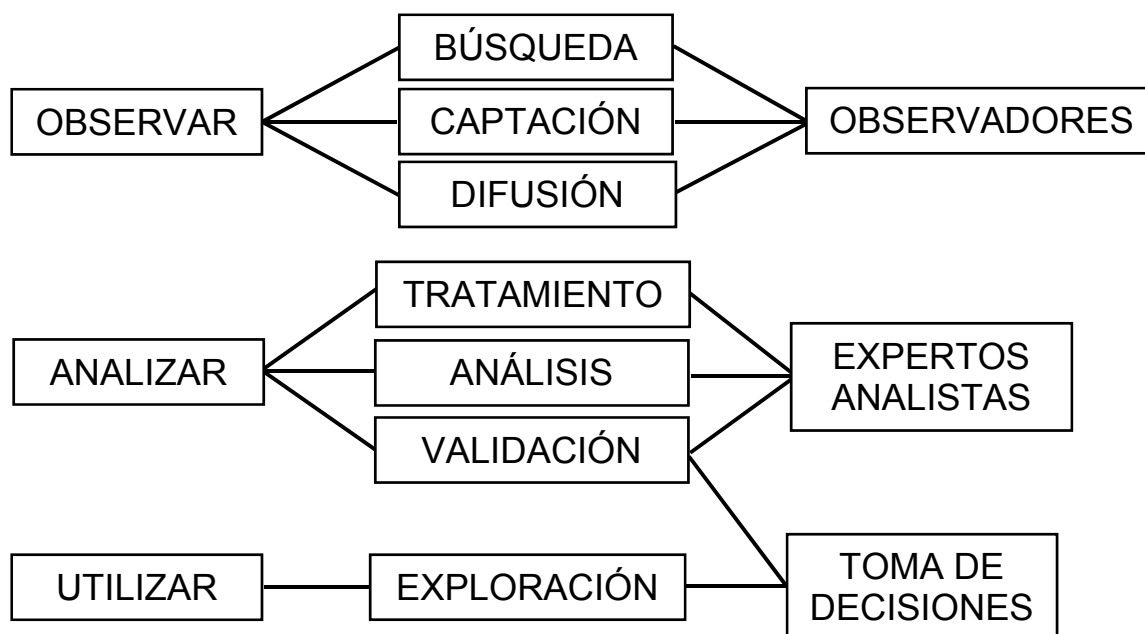 BÚSQUEDA
OBSERVAR
CAPTACIÓN
OBSERVADORES
DIFUSIÓN
TRATAMIENTO
ANALIZAR
ANÁLISIS
EXPERTOS
ANALISTAS
VALIDACIÓN
UTILIZAR
EXPLORACIÓN
TOMA DE
DECISIONES